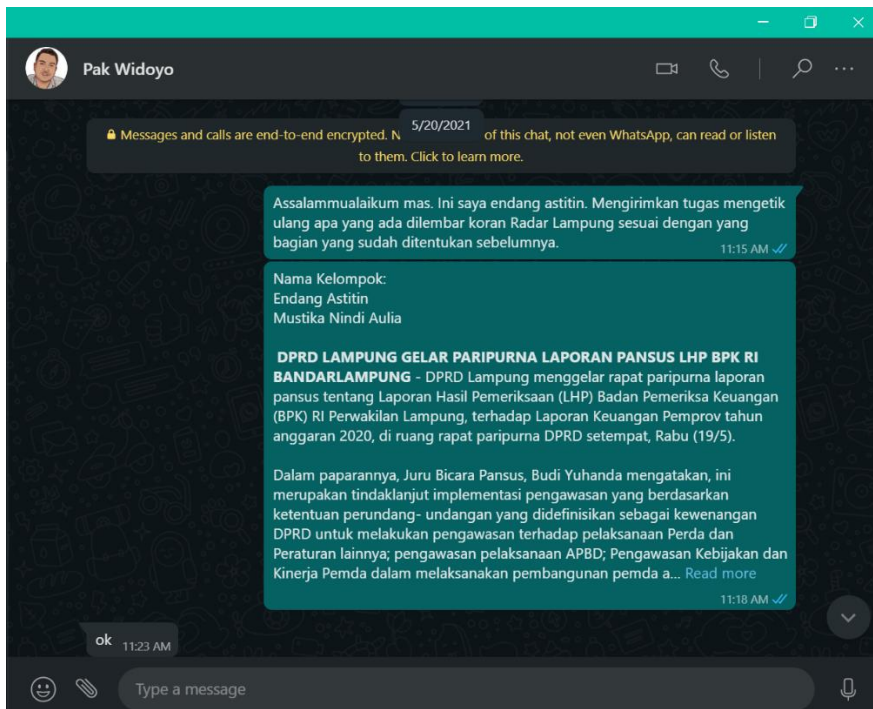 Pak Widoyo
5/20/2021
Messages and calls are end-to-end encrypted. N of this chat, not even WhatsApp, can read or listen
to them. Click to learn more.
Assalammualaikum mas. Ini saya endang astitin. Mengirimkan tugas mengetik
ulang apa yang ada dilembar koran Radar Lampung sesuai dengan yang
bagian yang sudah ditentukan sebelumnya.
11:15 AM
Nama Kelompok:
Endang Astitin
Mustika Nindi Aulia
DPRD LAMPUNG GELAR PARIPURNA LAPORAN PANSUS LHP BPK RI
BANDARLAMPUNG - DPRD Lampung menggelar rapat paripurna laporan
pansus tentang Laporan Hasil Pemeriksaan (LHP) Badan Pemeriksa Keuangan
(BPK) RI Perwakilan Lampung, terhadap Laporan Keuangan Pemprov tahun
anggaran 2020, di ruang rapat paripurna DPRD setempat, Rabu (19/5).
Dalam paparannya, Juru Bicara Pansus, Budi Yuhanda mengatakan, ini
merupakan tindaklanjut implementasi pengawasan yang berdasarkan
ketentuan perundang- undangan yang didefinisikan sebagai kewenangan
DPRD untuk melakukan pengawasan terhadap pelaksanaan Perda dan
Peraturan lainnya; pengawasan pelaksanaan APBD; Pengawasan Kebijakan dan
Kinerja Pemda dalam melaksanakan pembangunan pemda a... Read more
11:18 AM
ok 11:23 AM
Type a message